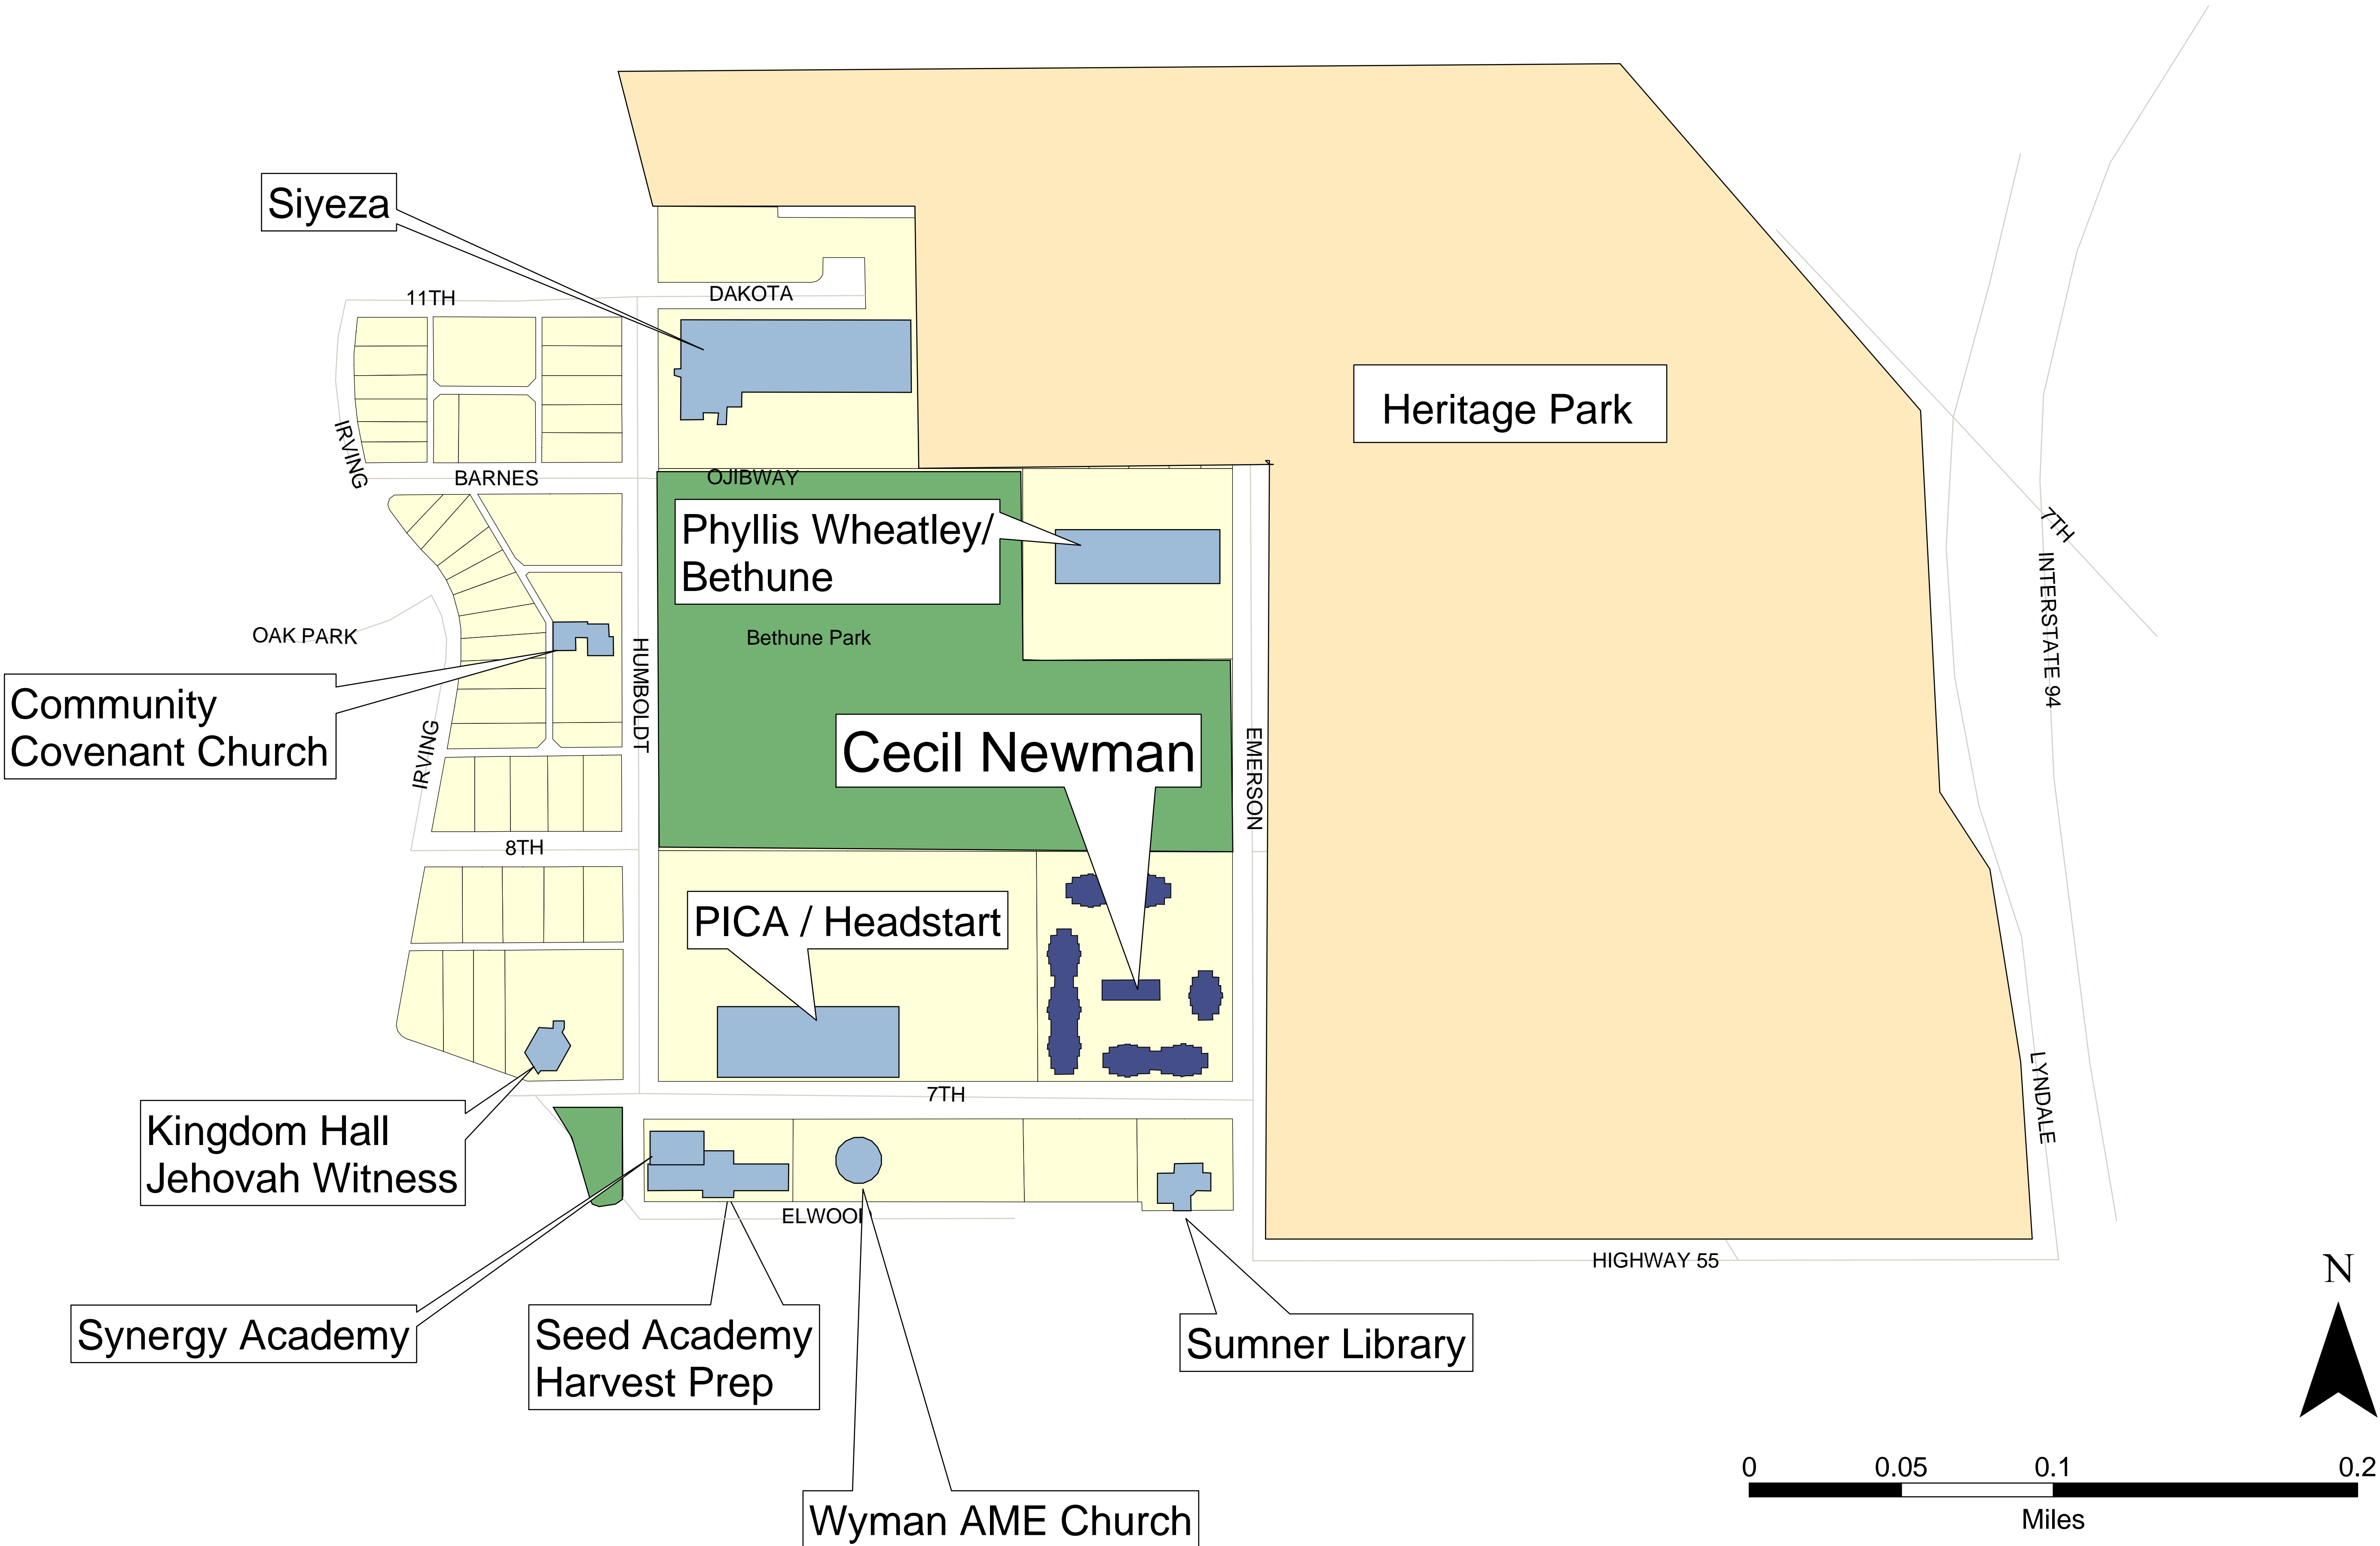 Siyeza
DAKOTA
11TH
Heritage Park
IRVING
BARNES
OJIBWAY
Phyllis Wheatley/
Bethune
7TH
INTERSTATE 94
OAK PARK
Bethune Park
HUMBOLDT
Community
Covenant Church
IRVING
Cecil Newman
EMERSON
8TH
PICA / Headstart
7TH
LYNDALE
Kingdom Hall
Jehovah Witness
ELWOOD
HIGHWAY 55
N
Synergy Academy
Seed Academy
Harvest Prep
Sumner Library
0 0.05 0.1 0.2
Miles
Wyman AME Church